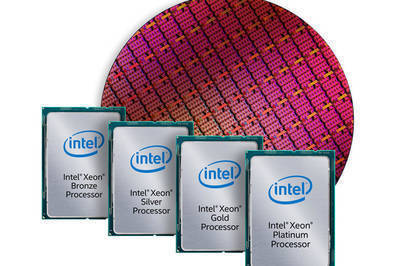 intel
Intel® Xeon®
Bronze
Processor
intel
Intel® Xeon®
Silver
Processor
intel
Intel® Xeon®
Gold
Processor
intel
Intel® Xeon®
Platinum
Processor